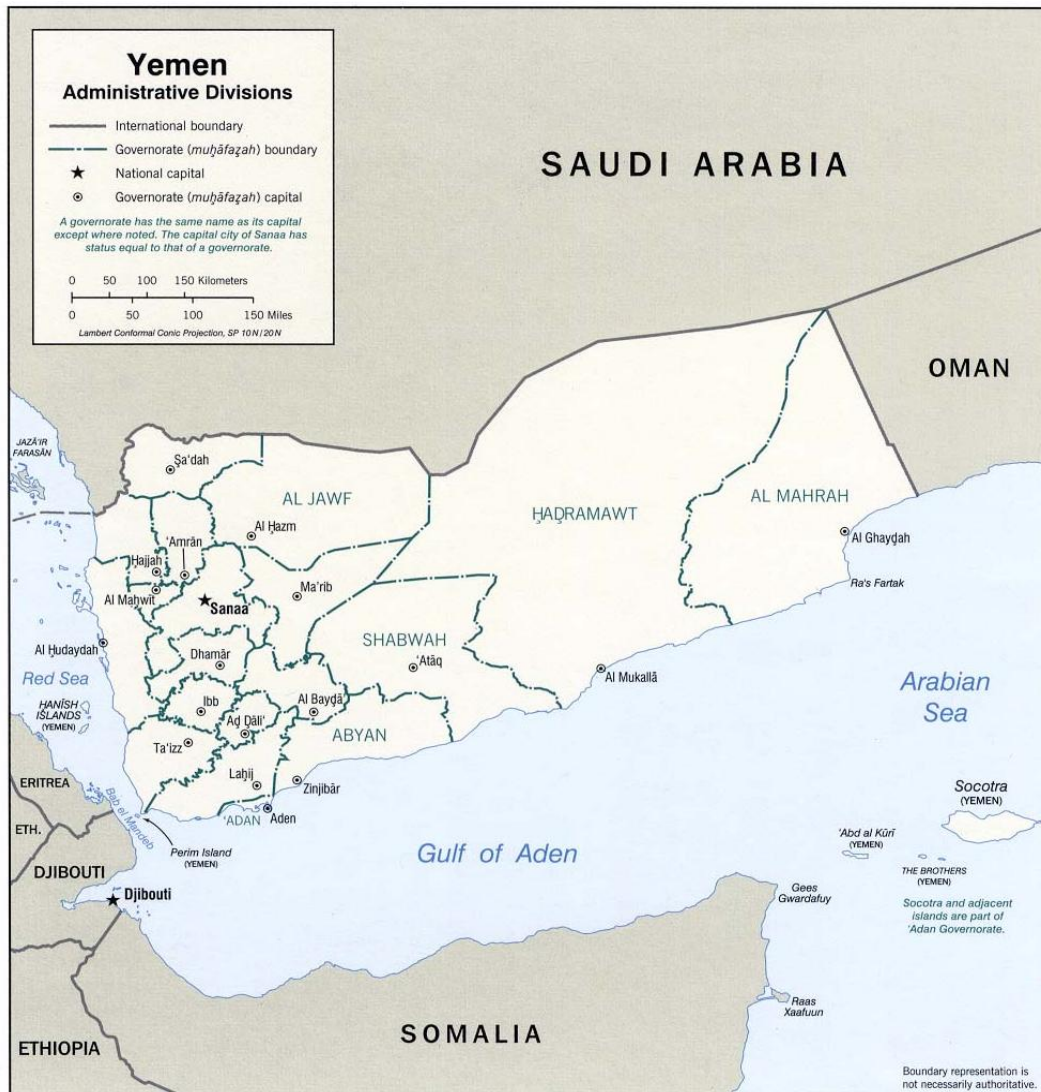 Yemen
Administrative Divisions
International boundary
Governorate (muḩāfaz̧ah) boundary
National capital
Governorate (muḩāfaz̧ah) capital
A governorate has the same name as its capital
except where noted. The capital city of Sanaa has
status equal to that of a governorate.
0 50 100 150 Kilometers
0 50 100 150 Miles
Lambert Conformal Conic Projection, SP 10 N / 20 N
SAUDI ARABIA
OMAN
JAZĀ'IR
FARASĀN
Şa'dah
AL JAWF
ḨAḐRAMAWT
AL MAHRAH
Al Ḩazm
'Amrān
Al Ghayḑah
Ḩajjah
Ra's Fartak
Al Maḩwīt
Ma'rib
Sanaa
Al Ḩudaydah
SHABWAH
Dhamār
'Atāq
Al Mukallā
Red Sea
Arabian
Sea
ḨANĪSH
ISLANDS
(YEMEN)
Ibb
Al Bayḑā
Aḑ Ḑāli'
ABYAN
Ta'izz
Laḩij
Zinjibār
ERITREA
Bab el Mandeb
'ADAN
Aden
Socotra
(YEMEN)
ETH.
Perim Island
(YEMEN)
Gulf of Aden
'Abd al Kūrī
(YEMEN)
THE BROTHERS
(YEMEN)
DJIBOUTI
Djibouti
Gees
Gwardafuy
Socotra and adjacent
islands are part of
'Adan Governorate.
Raas
Xaafuun
SOMALIA
ETHIOPIA
Boundary representation is
not necessarily authoritative.